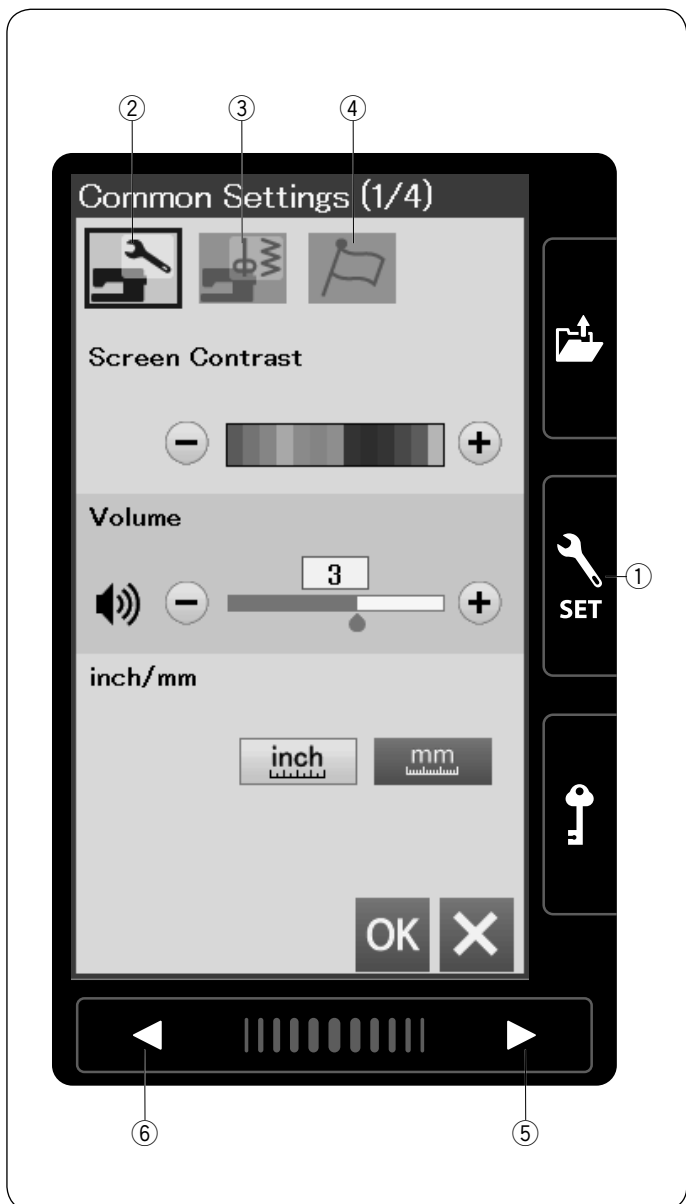 ② ③ ④
Common Settings (1/4)
Screen Contrast
Volume
3
①
SET
inch/mm
inch mm
OK
⑥ ⑤